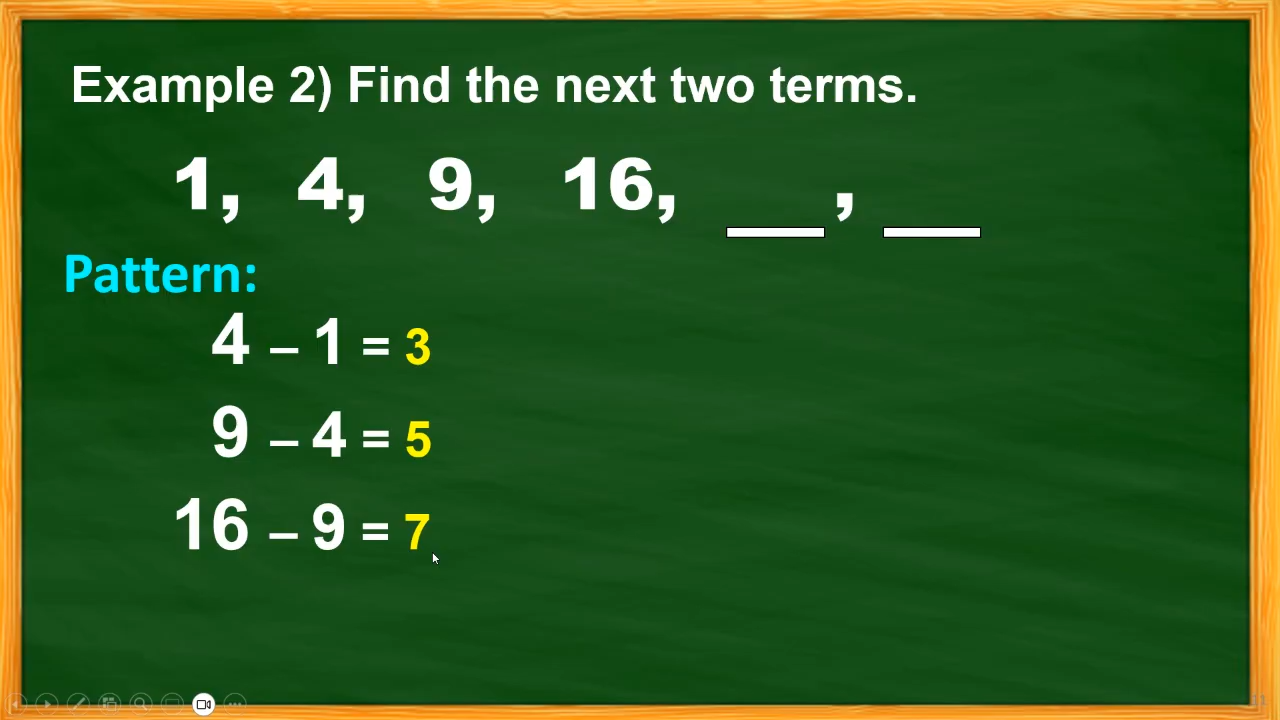 Example 2) Find the next two terms.
1, 4, 9, 16, ___ , ___
Pattern:
4 – 1 = 3
9 – 4 = 5
16 – 9 = 7
11